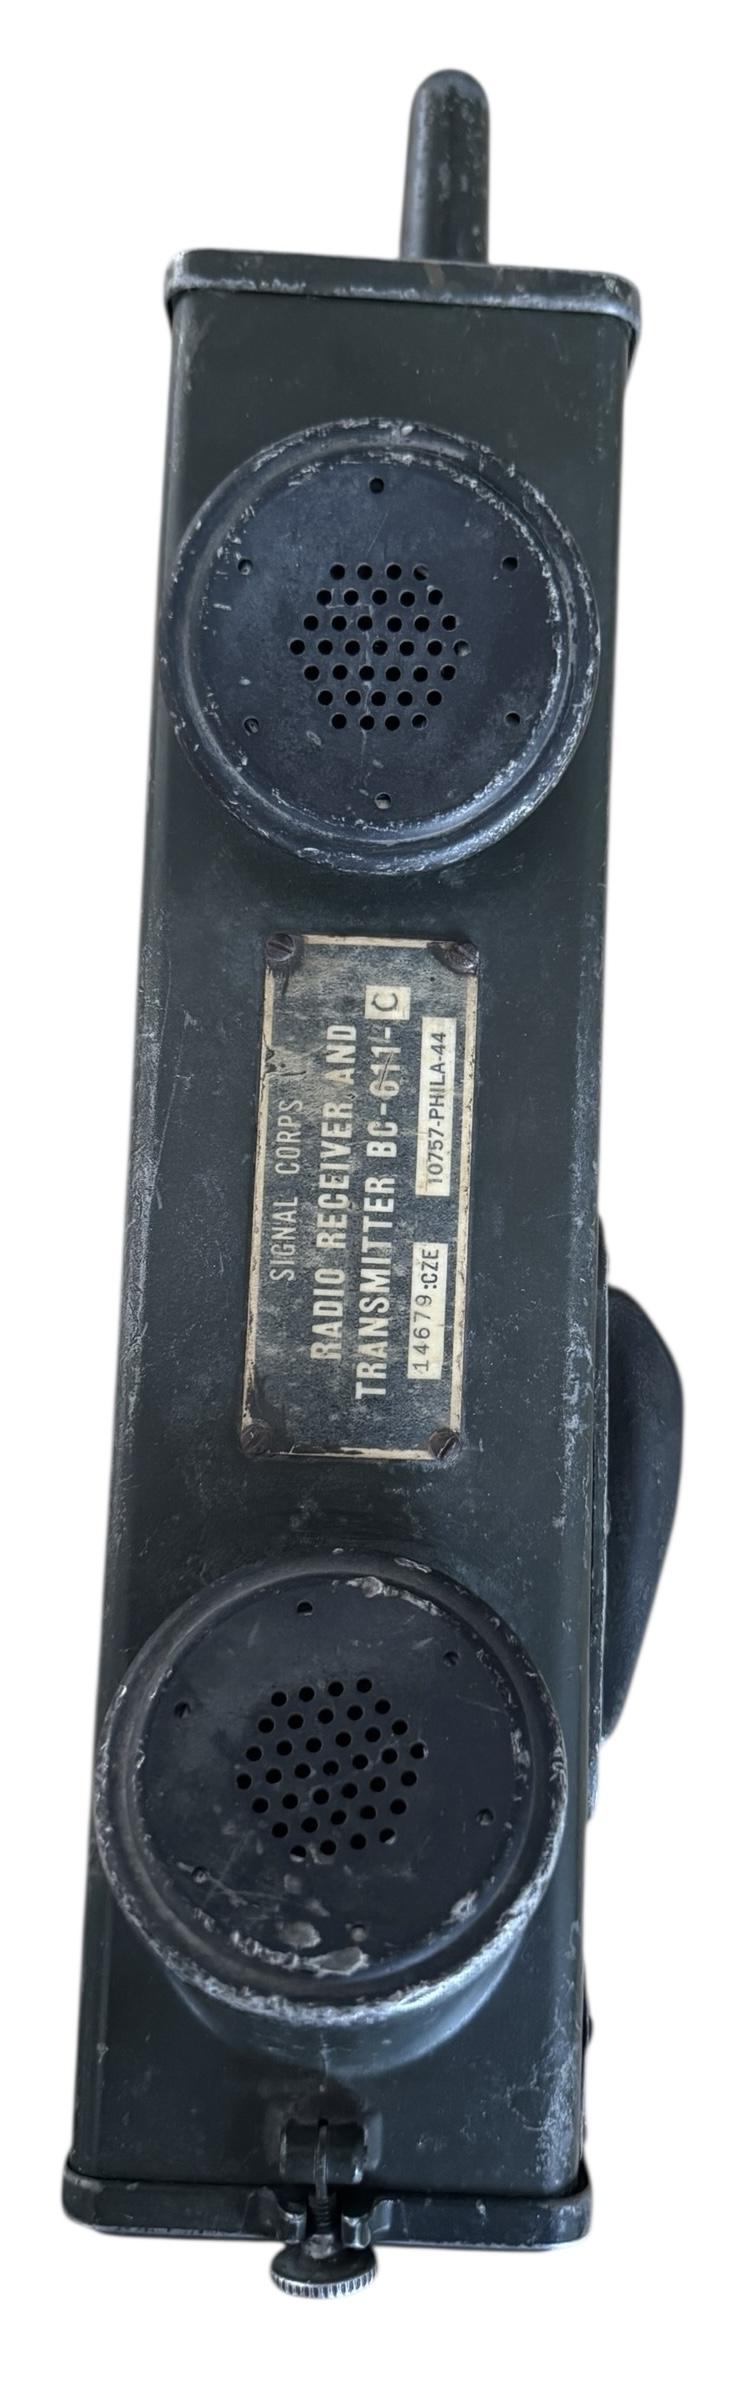 SIGNAL CORPS
RADIO RECEIVER AND
TRANSMITTER BC-611-C
14679:CZE 10757-PHILA-44